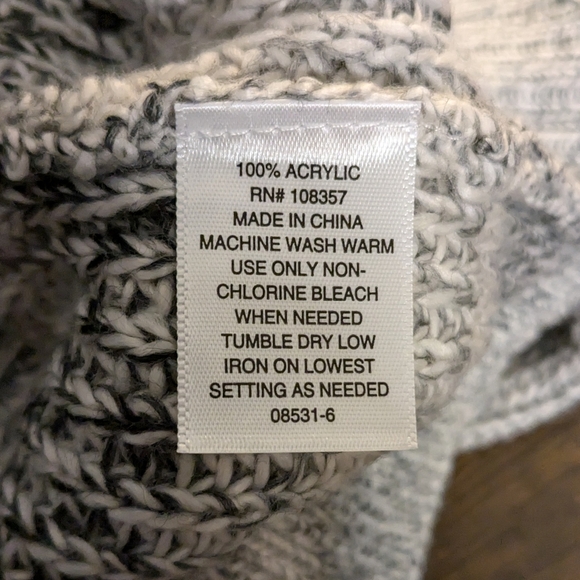 100% ACRYLIC
RN# 108357
MADE IN CHINA
MACHINE WASH WARM
USE ONLY NON-
CHLORINE BLEACH
WHEN NEEDED
TUMBLE DRY LOW
IRON ON LOWEST
SETTING AS NEEDED
08531-6